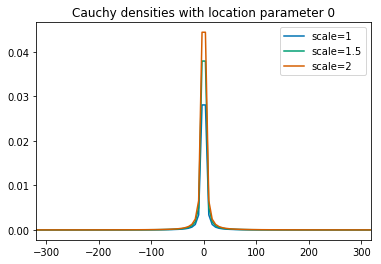 Cauchy densities with location parameter 0
scale=1
scale=1.5
scale=2
0.04
0.03
0.02
0.01
0.00
−300 −200 −100 0 100 200 300